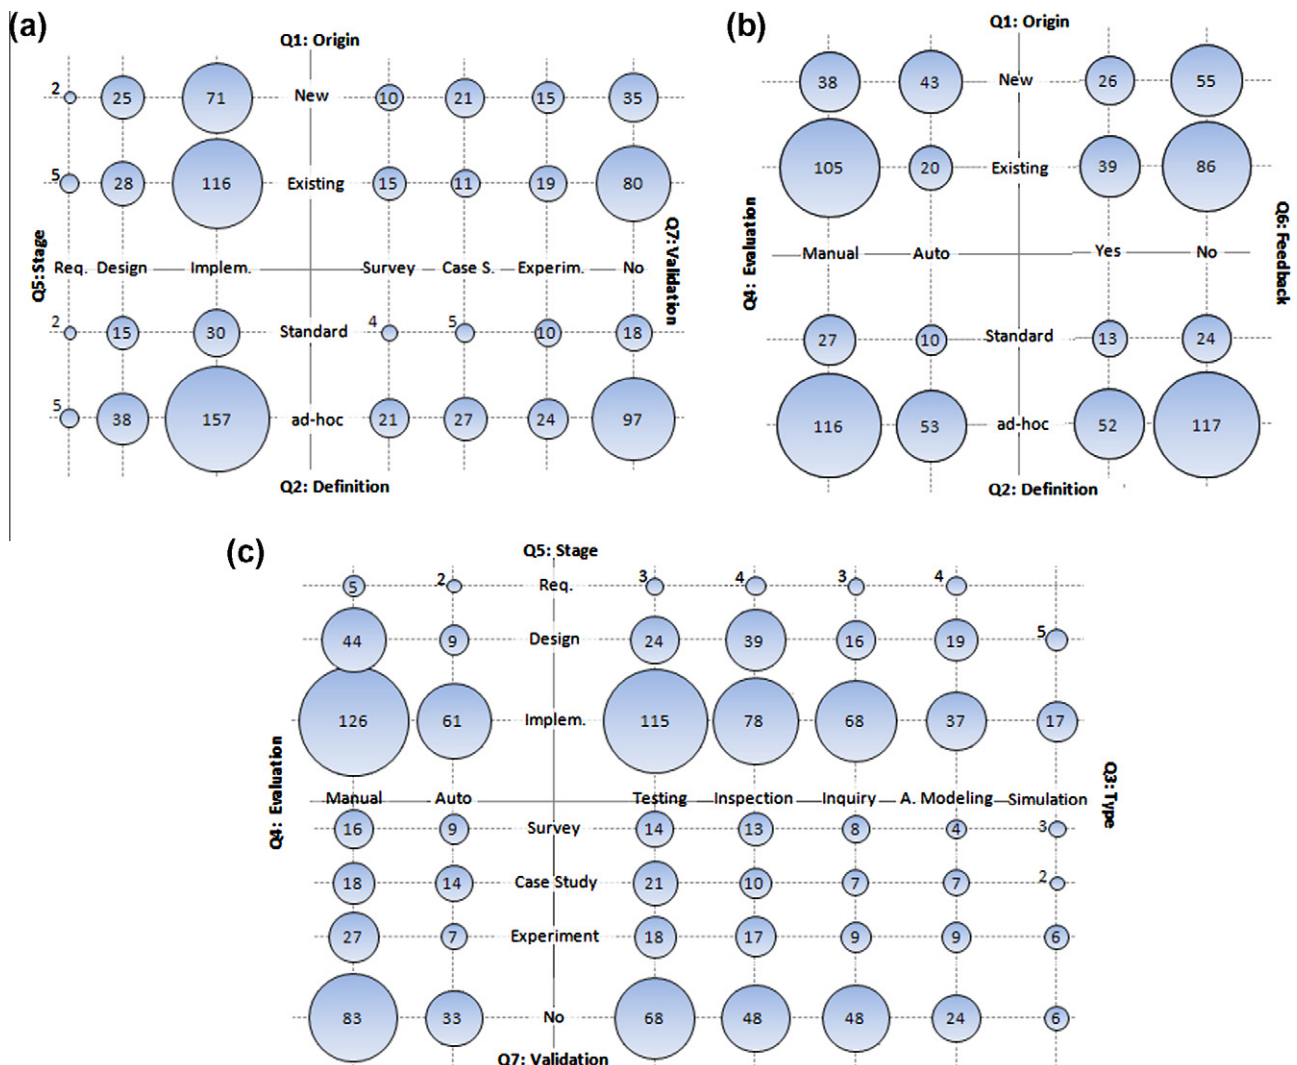 (a)
Q1: Origin
2 25 71 New 10 21 15 35
5 28 116 Existing 15 11 19 80
Q5: Stage
Q7: Validation
Req. Design Implem. Survey Case S. Experim. No
2 15 30 Standard 4 5 10 18
5 38 157 ad-hoc 21 27 24 97
Q2: Definition
(b)
Q1: Origin
38 43 New 26 55
105 20 Existing 39 86
Q4: Evaluation
Q6: Feedback
Manual Auto Yes No
27 10 Standard 13 24
116 53 ad-hoc 52 117
Q2: Definition
(c)
Q5: Stage
5 2 Req. 3 4 3 4
44 9 Design 24 39 16 19 5
126 61 Implem. 115 78 68 37 17
Q4: Evaluation
Q3: Type
Manual Auto Testing Inspection Inquiry A. Modeling Simulation
16 9 Survey 14 13 8 4 3
18 14 Case Study 21 10 7 7 2
27 7 Experiment 18 17 9 9 6
83 33 No 68 48 48 24 6
Q7: Validation